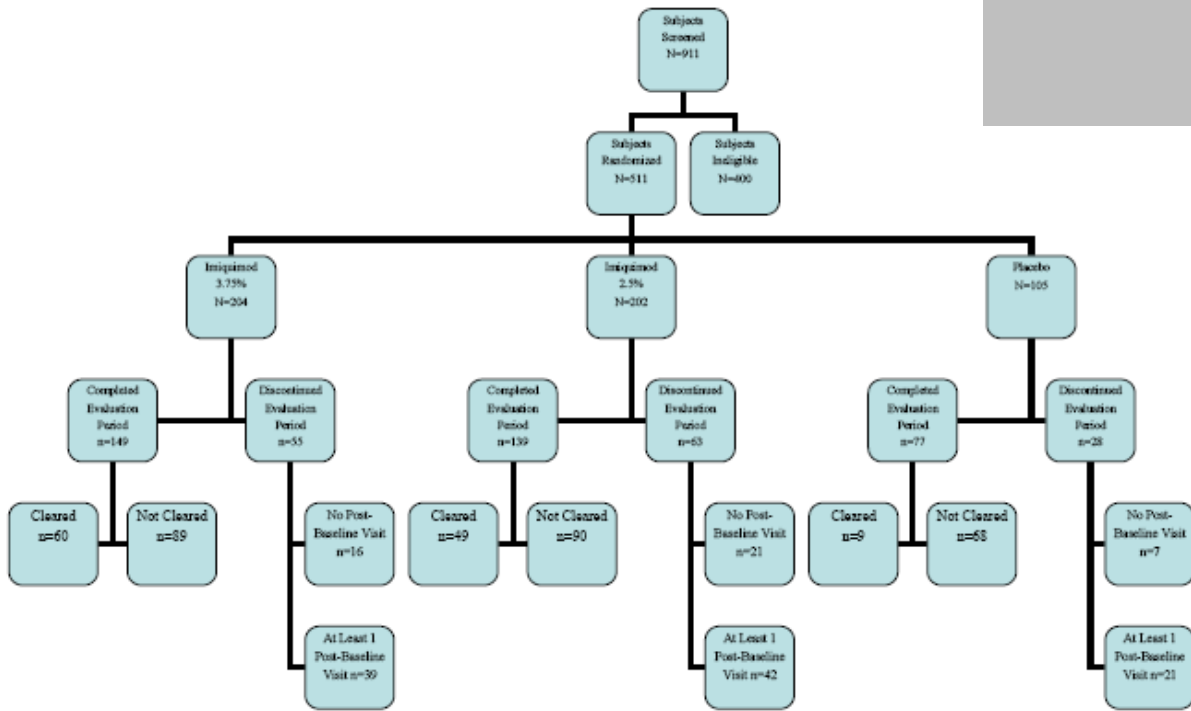 Subjects
Screened
N=911
Subjects
Randomized
N=511
Subjects
Ineligible
N=400
Imiquimod
3.75%
N=204
Imiquimod
2.5%
N=202
Placebo
N=105
Completed
Evaluation
Period
n=149
Discontinued
Evaluation
Period
n=55
Completed
Evaluation
Period
n=139
Discontinued
Evaluation
Period
n=63
Completed
Evaluation
Period
n=77
Discontinued
Evaluation
Period
n=28
Cleared
n=60
Not Cleared
n=89
No Post-
Baseline Visit
n=16
Cleared
n=49
Not Cleared
n=90
No Post-
Baseline Visit
n=21
Cleared
n=9
Not Cleared
n=68
No Post-
Baseline Visit
n=7
At Least 1
Post-Baseline
Visit n=39
At Least 1
Post-Baseline
Visit n=42
At Least 1
Post-Baseline
Visit n=21